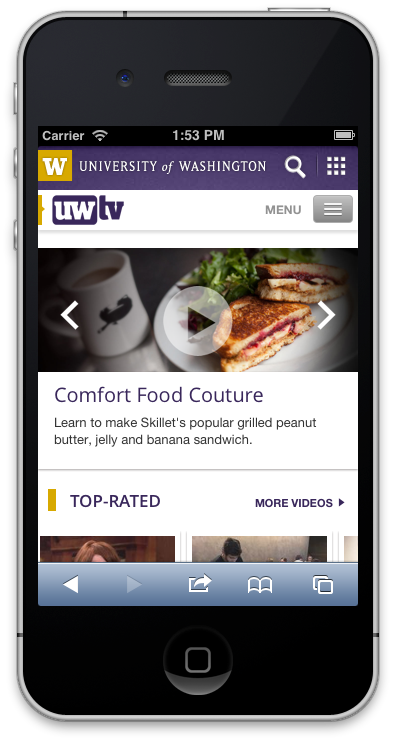 Carrier 1:53 PM
W UNIVERSITY of WASHINGTON
uwtv MENU
Comfort Food Couture
Learn to make Skillet's popular grilled peanut
butter, jelly and banana sandwich.
TOP-RATED MORE VIDEOS